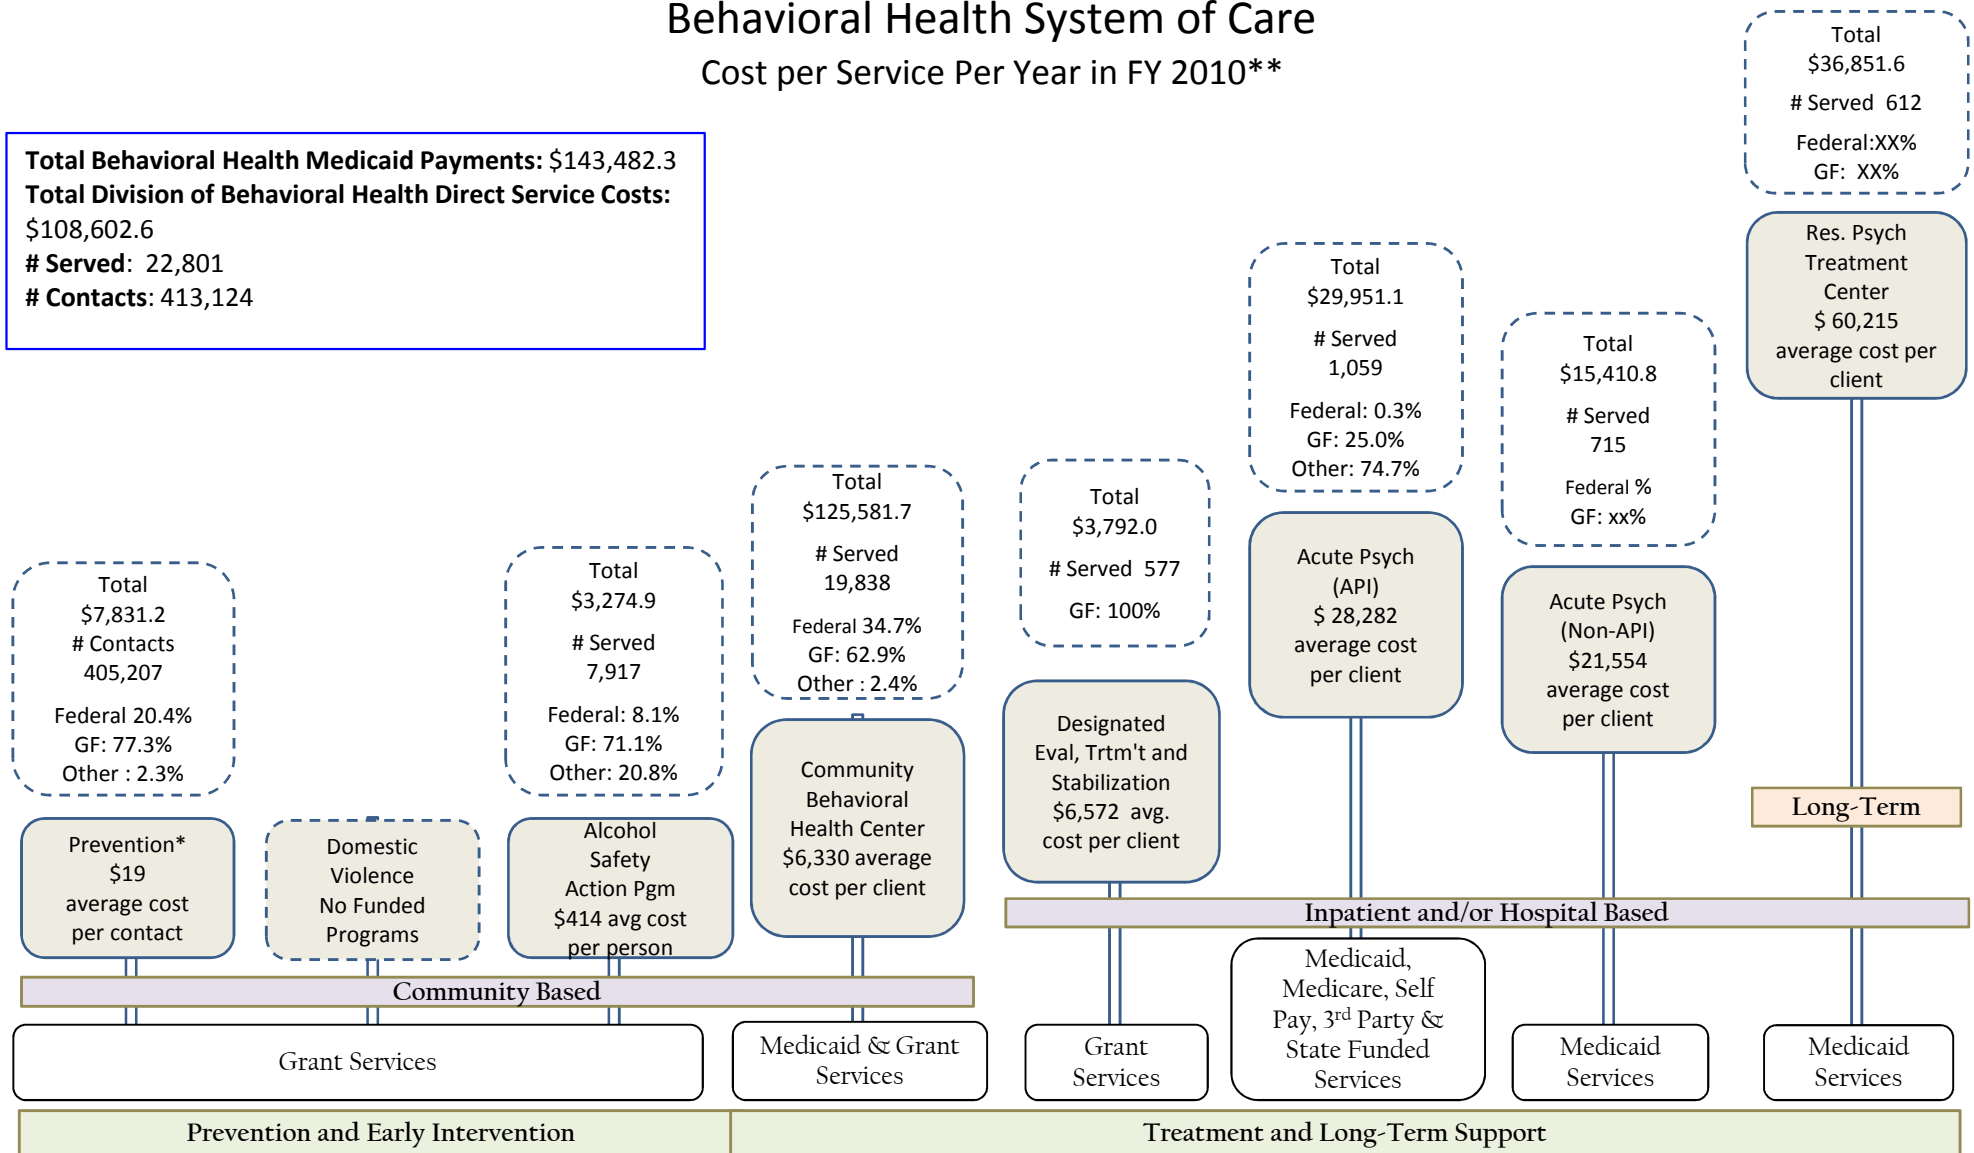 Behavioral Health System of Care
Cost per Service Per Year in FY 2010**
Total Behavioral Health Medicaid Payments: $143,482.3
Total Division of Behavioral Health Direct Service Costs:
$108,602.6
# Served:  22,801
# Contacts: 413,124
Total
$7,831.2
# Contacts
405,207
Federal 20.4%
GF: 77.3%
Other : 2.3%
Prevention*
$19
average cost
per contact
Domestic
Violence
No Funded
Programs
Total
$3,274.9
# Served
7,917
Federal: 8.1%
GF: 71.1%
Other: 20.8%
Alcohol
Safety
Action Pgm
$414 avg cost
per person
Total
$125,581.7
# Served
19,838
Federal 34.7%
GF: 62.9%
Other : 2.4%
Community
Behavioral
Health Center
$6,330 average
cost per client
Total
$3,792.0
# Served  577
GF: 100%
Designated
Eval, Trtm't and
Stabilization
$6,572  avg.
cost per client
Total
$29,951.1
# Served
1,059
Federal: 0.3%
GF: 25.0%
Other: 74.7%
Acute Psych
(API)
$ 28,282
average cost
per client
Total
$15,410.8
# Served
715
Federal %
GF: xx%
Acute Psych
(Non-API)
$21,554
average cost
per client
Total
$36,851.6
# Served  612
Federal:XX%
GF:  XX%
Res. Psych
Treatment
Center
$ 60,215
average cost per
client
Long-Term
Inpatient and/or Hospital Based
Community Based
Grant Services
Medicaid & Grant
Services
Grant
Services
Medicaid,
Medicare, Self
Pay, 3rd Party &
State Funded
Services
Medicaid
Services
Medicaid
Services
Prevention and Early Intervention
Treatment and Long-Term Support